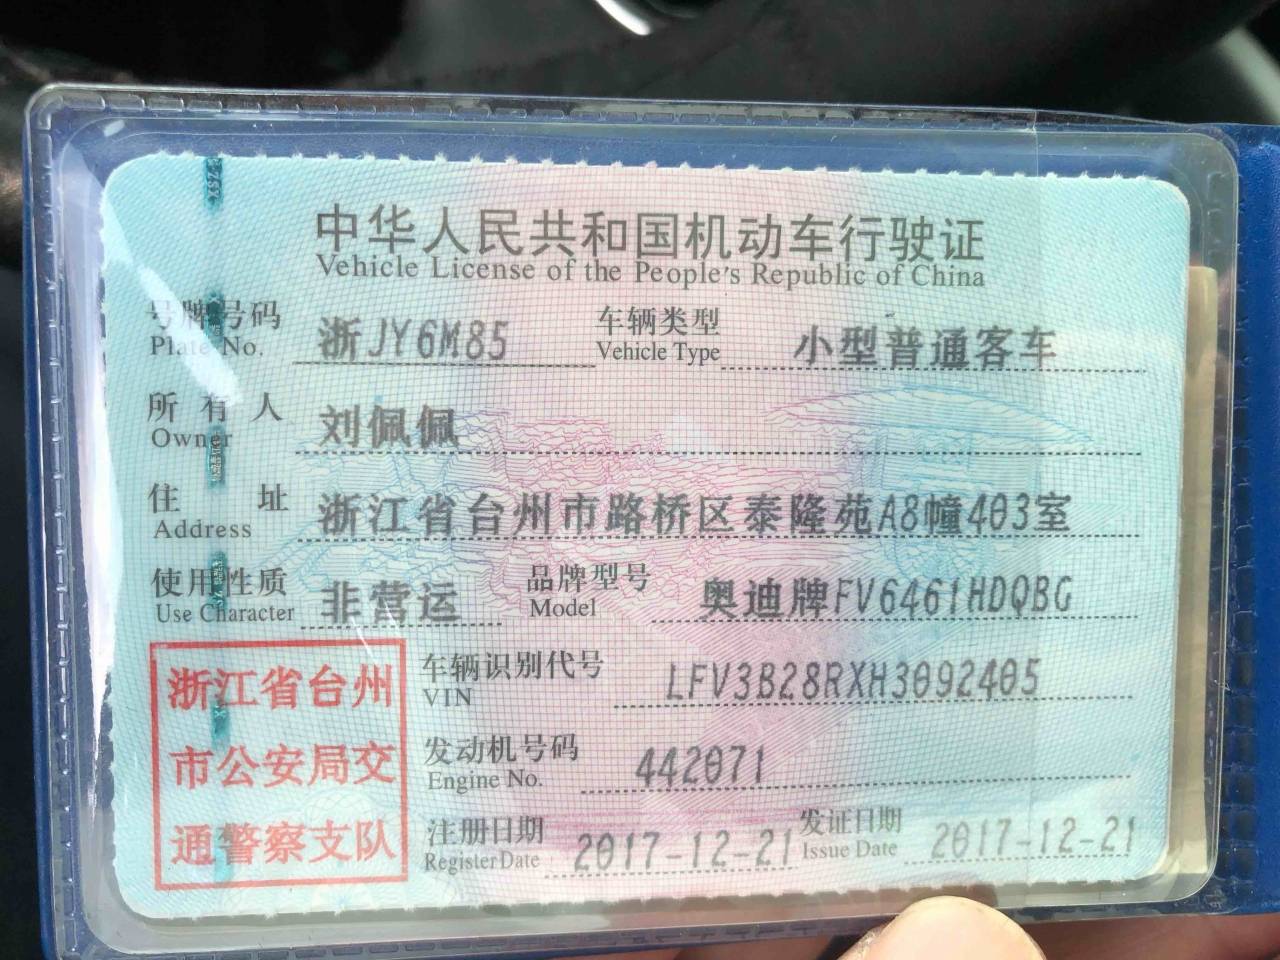 中华人民共和国机动车行驶证
Vehicle License of the People's Republic of China
号牌号码 浙JY6M85 车辆类型 小型普通客车
Plate No. Vehicle Type
所有人 刘佩佩
Owner
住址 浙江省台州市路桥区泰隆苑A8幢403室
Address
使用性质 非营运 品牌型号 奥迪牌FV6461HDQBG
Use Character Model
车辆识别代号 LFV3B28RXH3092405
VIN
发动机号码 442071
Engine No.
注册日期 2017-12-21 发证日期 2017-12-21
Register Date Issue Date
浙江省台州
市公安局交
通警察支队